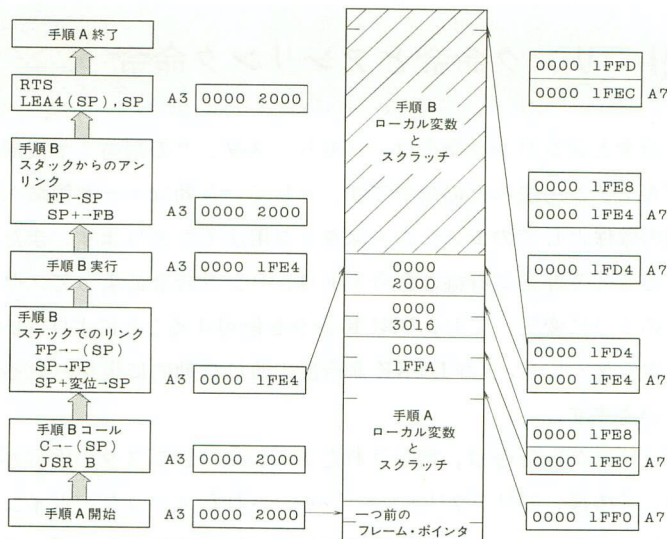 手順A終了
RTS
LEA4(SP),SP
A3 0000 2000
手順B
スタックからのアン
リンク
FP→SP
SP+→FB
A3 0000 2000
手順B実行
A3 0000 1FE4
手順B
ステックでのリンク
FP→-(SP)
SP→FP
SP+変位→SP
A3 0000 1FE4
手順Bコール
C→-(SP)
JSR B
A3 0000 2000
手順A開始
A3 0000 2000
手順B
ローカル変数
と
スクラッチ
0000
2000
0000
3016
0000
1FFA
手順A
ローカル変数
と
スクラッチ
一つ前の
フレーム・ポインタ
0000 1FFD
0000 1FEC A7
0000 1FE8
0000 1FE4 A7
0000 1FD4 A7
0000 1FD4
0000 1FE4 A7
0000 1FE8
0000 1FEC A7
0000 1FF0 A7